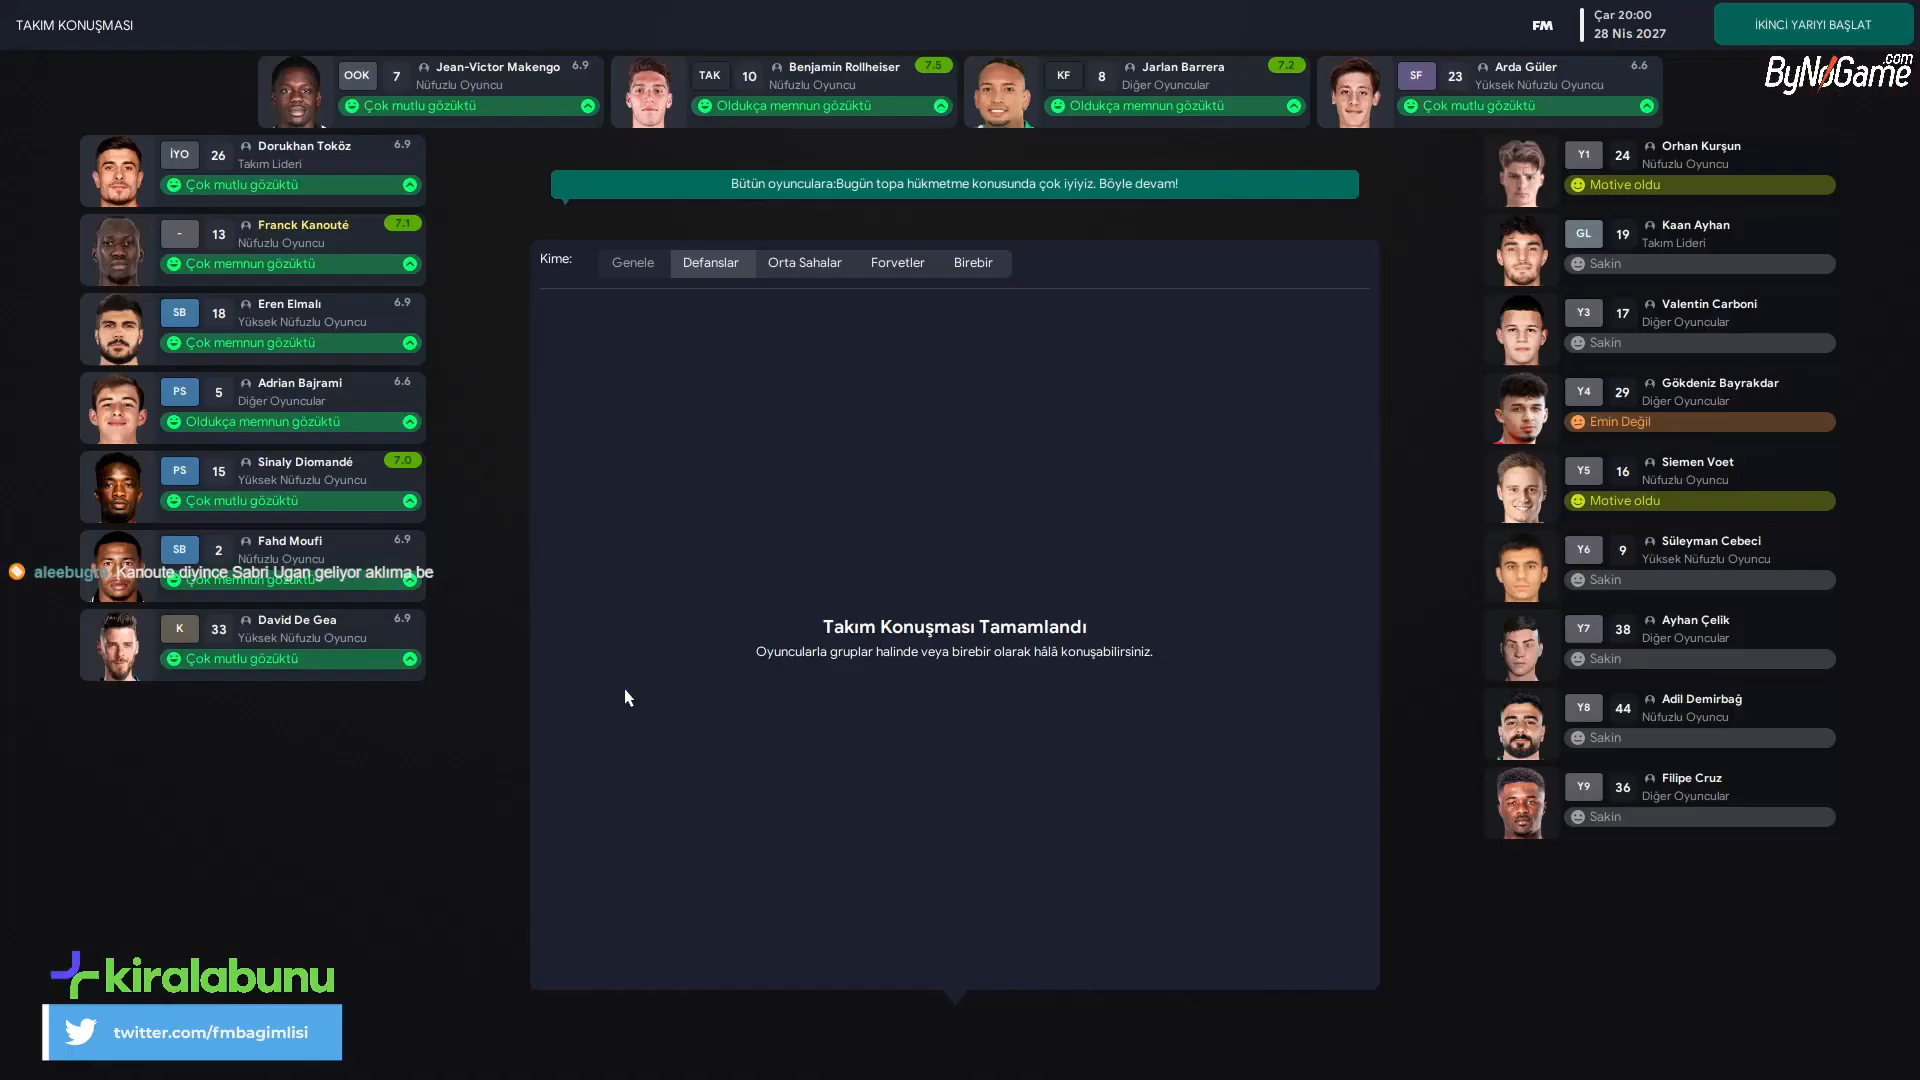 TAKIM KONUŞMASI
FM
Çar 20:00
28 Nis 2027
İKİNCİ YARIYI BAŞLAT
ByNoGame.com
OOK 7 Jean-Victor Makengo 6.9
Nüfuzlu Oyuncu
Çok mutlu gözüktü
TAK 10 Benjamin Rollheiser 7.5
Nüfuzlu Oyuncu
Oldukça memnun gözüktü
KF 8 Jarlan Barrera 7.2
Diğer Oyuncular
Oldukça memnun gözüktü
SF 23 Arda Güler 6.6
Yüksek Nüfuzlu Oyuncu
Çok mutlu gözüktü
İYO 26 Dorukhan Toköz 6.9
Takım Lideri
Çok mutlu gözüktü
- 13 Franck Kanouté 7.1
Nüfuzlu Oyuncu
Çok memnun gözüktü
SB 18 Eren Elmalı 6.9
Yüksek Nüfuzlu Oyuncu
Çok memnun gözüktü
PS 5 Adrian Bajrami 6.6
Diğer Oyuncular
Oldukça memnun gözüktü
PS 15 Sinaly Diomandé 7.0
Yüksek Nüfuzlu Oyuncu
Çok mutlu gözüktü
SB 2 Fahd Moufi 6.9
Nüfuzlu Oyuncu
Çok memnun gözüktü
Kanoute diyince Sabri Ugan geliyor aklıma be
K 33 David De Gea 6.9
Yüksek Nüfuzlu Oyuncu
Çok mutlu gözüktü
Bütün oyunculara:Bugün topa hükmetme konusunda çok iyiyiz. Böyle devam!
Kime: Genele Defanslar Orta Sahalar Forvetler Birebir
Takım Konuşması Tamamlandı
Oyuncularla gruplar halinde veya birebir olarak hâlâ konuşabilirsiniz.
Y1 24 Orhan Kurşun
Nüfuzlu Oyuncu
Motive oldu
GL 19 Kaan Ayhan
Takım Lideri
Sakin
Y3 17 Valentín Carboni
Diğer Oyuncular
Sakin
Y4 29 Gökdeniz Bayrakdar
Diğer Oyuncular
Emin Değil
Y5 16 Siemen Voet
Nüfuzlu Oyuncu
Motive oldu
Y6 9 Süleyman Cebeci
Yüksek Nüfuzlu Oyuncu
Sakin
Y7 38 Ayhan Çelik
Diğer Oyuncular
Sakin
Y8 44 Adil Demirbağ
Nüfuzlu Oyuncu
Sakin
Y9 36 Filipe Cruz
Diğer Oyuncular
Sakin
kiralabunu
twitter.com/fmbagimlisi